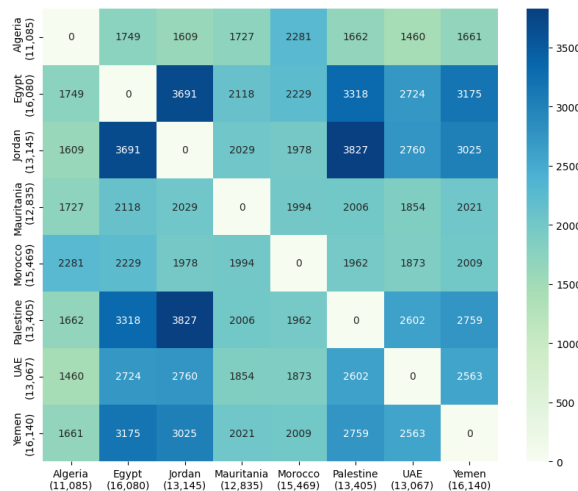 Algeria
(11,085)
0 1749 1609 1727 2281 1662 1460 1661
Egypt
(16,080)
1749 0 3691 2118 2229 3318 2724 3175
Jordan
(13,145)
1609 3691 0 2029 1978 3827 2760 3025
Mauritania
(12,835)
1727 2118 2029 0 1994 2006 1854 2021
Morocco
(15,469)
2281 2229 1978 1994 0 1962 1873 2009
Palestine
(13,405)
1662 3318 3827 2006 1962 0 2602 2759
UAE
(13,067)
1460 2724 2760 1854 1873 2602 0 2563
Yemen
(16,140)
1661 3175 3025 2021 2009 2759 2563 0
Algeria Egypt Jordan Mauritania Morocco Palestine UAE Yemen
(11,085) (16,080) (13,145) (12,835) (15,469) (13,405) (13,067) (16,140)
3500
3000
2500
2000
1500
1000
500
0